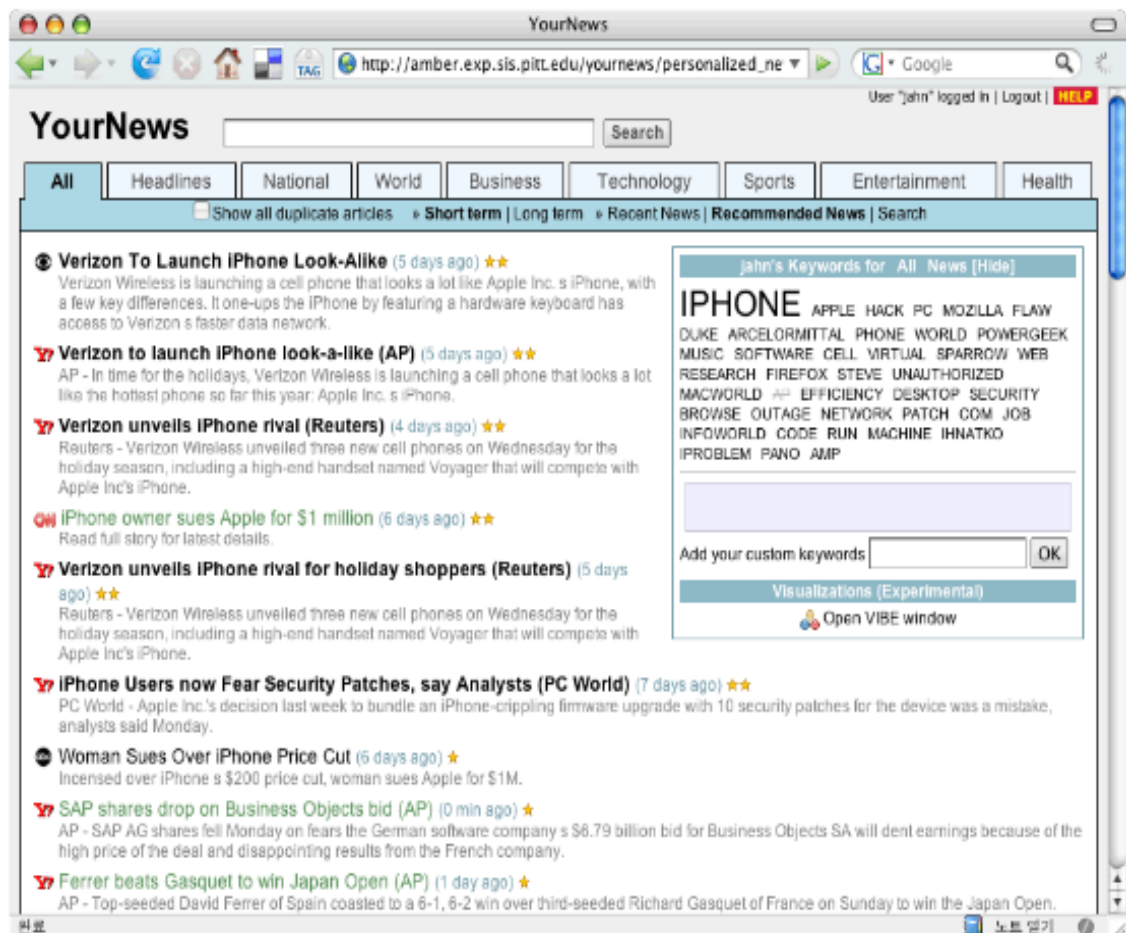 YourNews
TAG
http://amber.exp.sis.pitt.edu/yournews/personalized_ne
Google
User "jahn" logged in | Logout | HELP
YourNews
Search
All Headlines National World Business Technology Sports Entertainment Health
Show all duplicate articles » Short term | Long term » Recent News | Recommended News | Search
Verizon To Launch iPhone Look-Alike (5 days ago)
Verizon Wireless is launching a cell phone that looks a lot like Apple Inc. s iPhone, with
a few key differences. It one-ups the iPhone by featuring a hardware keyboard has
access to Verizon s faster data network.
Verizon to launch iPhone look-a-like (AP) (5 days ago)
AP - In time for the holidays, Verizon Wireless is launching a cell phone that looks a lot
like the hottest phone so far this year: Apple Inc. s iPhone.
Verizon unveils iPhone rival (Reuters) (4 days ago)
Reuters - Verizon Wireless unveiled three new cell phones on Wednesday for the
holiday season, including a high-end handset named Voyager that will compete with
Apple Inc's iPhone.
CNN iPhone owner sues Apple for $1 million (6 days ago)
Read full story for latest details.
Verizon unveils iPhone rival for holiday shoppers (Reuters) (5 days
ago)
Reuters - Verizon Wireless unveiled three new cell phones on Wednesday for the
holiday season, including a high-end handset named Voyager that will compete with
Apple Inc's iPhone.
iPhone Users now Fear Security Patches, say Analysts (PC World) (7 days ago)
PC World - Apple Inc.'s decision last week to bundle an iPhone-crippling firmware upgrade with 10 security patches for the device was a mistake,
analysts said Monday.
Woman Sues Over iPhone Price Cut (6 days ago)
Incensed over iPhone s $200 price cut, woman sues Apple for $1M.
SAP shares drop on Business Objects bid (AP) (0 min ago)
AP - SAP AG shares fell Monday on fears the German software company s $6.79 billion bid for Business Objects SA will dent earnings because of the
high price of the deal and disappointing results from the French company.
Ferrer beats Gasquet to win Japan Open (AP) (1 day ago)
AP - Top-seeded David Ferrer of Spain coasted to a 6-1, 6-2 win over third-seeded Richard Gasquet of France on Sunday to win the Japan Open.
jahn's Keywords for All News [Hide]
IPHONE APPLE HACK PC MOZILLA FLAW
DUKE ARCELORMITTAL PHONE WORLD POWERGEEK
MUSIC SOFTWARE CELL VIRTUAL SPARROW WEB
RESEARCH FIREFOX STEVE UNAUTHORIZED
MACWORLD AP EFFICIENCY DESKTOP SECURITY
BROWSE OUTAGE NETWORK PATCH COM JOB
INFOWORLD CODE RUN MACHINE IHNATKO
IPROBLEM PANO AMP
Add your custom keywords OK
Visualizations (Experimental)
Open VIBE window
완료
노트 열기